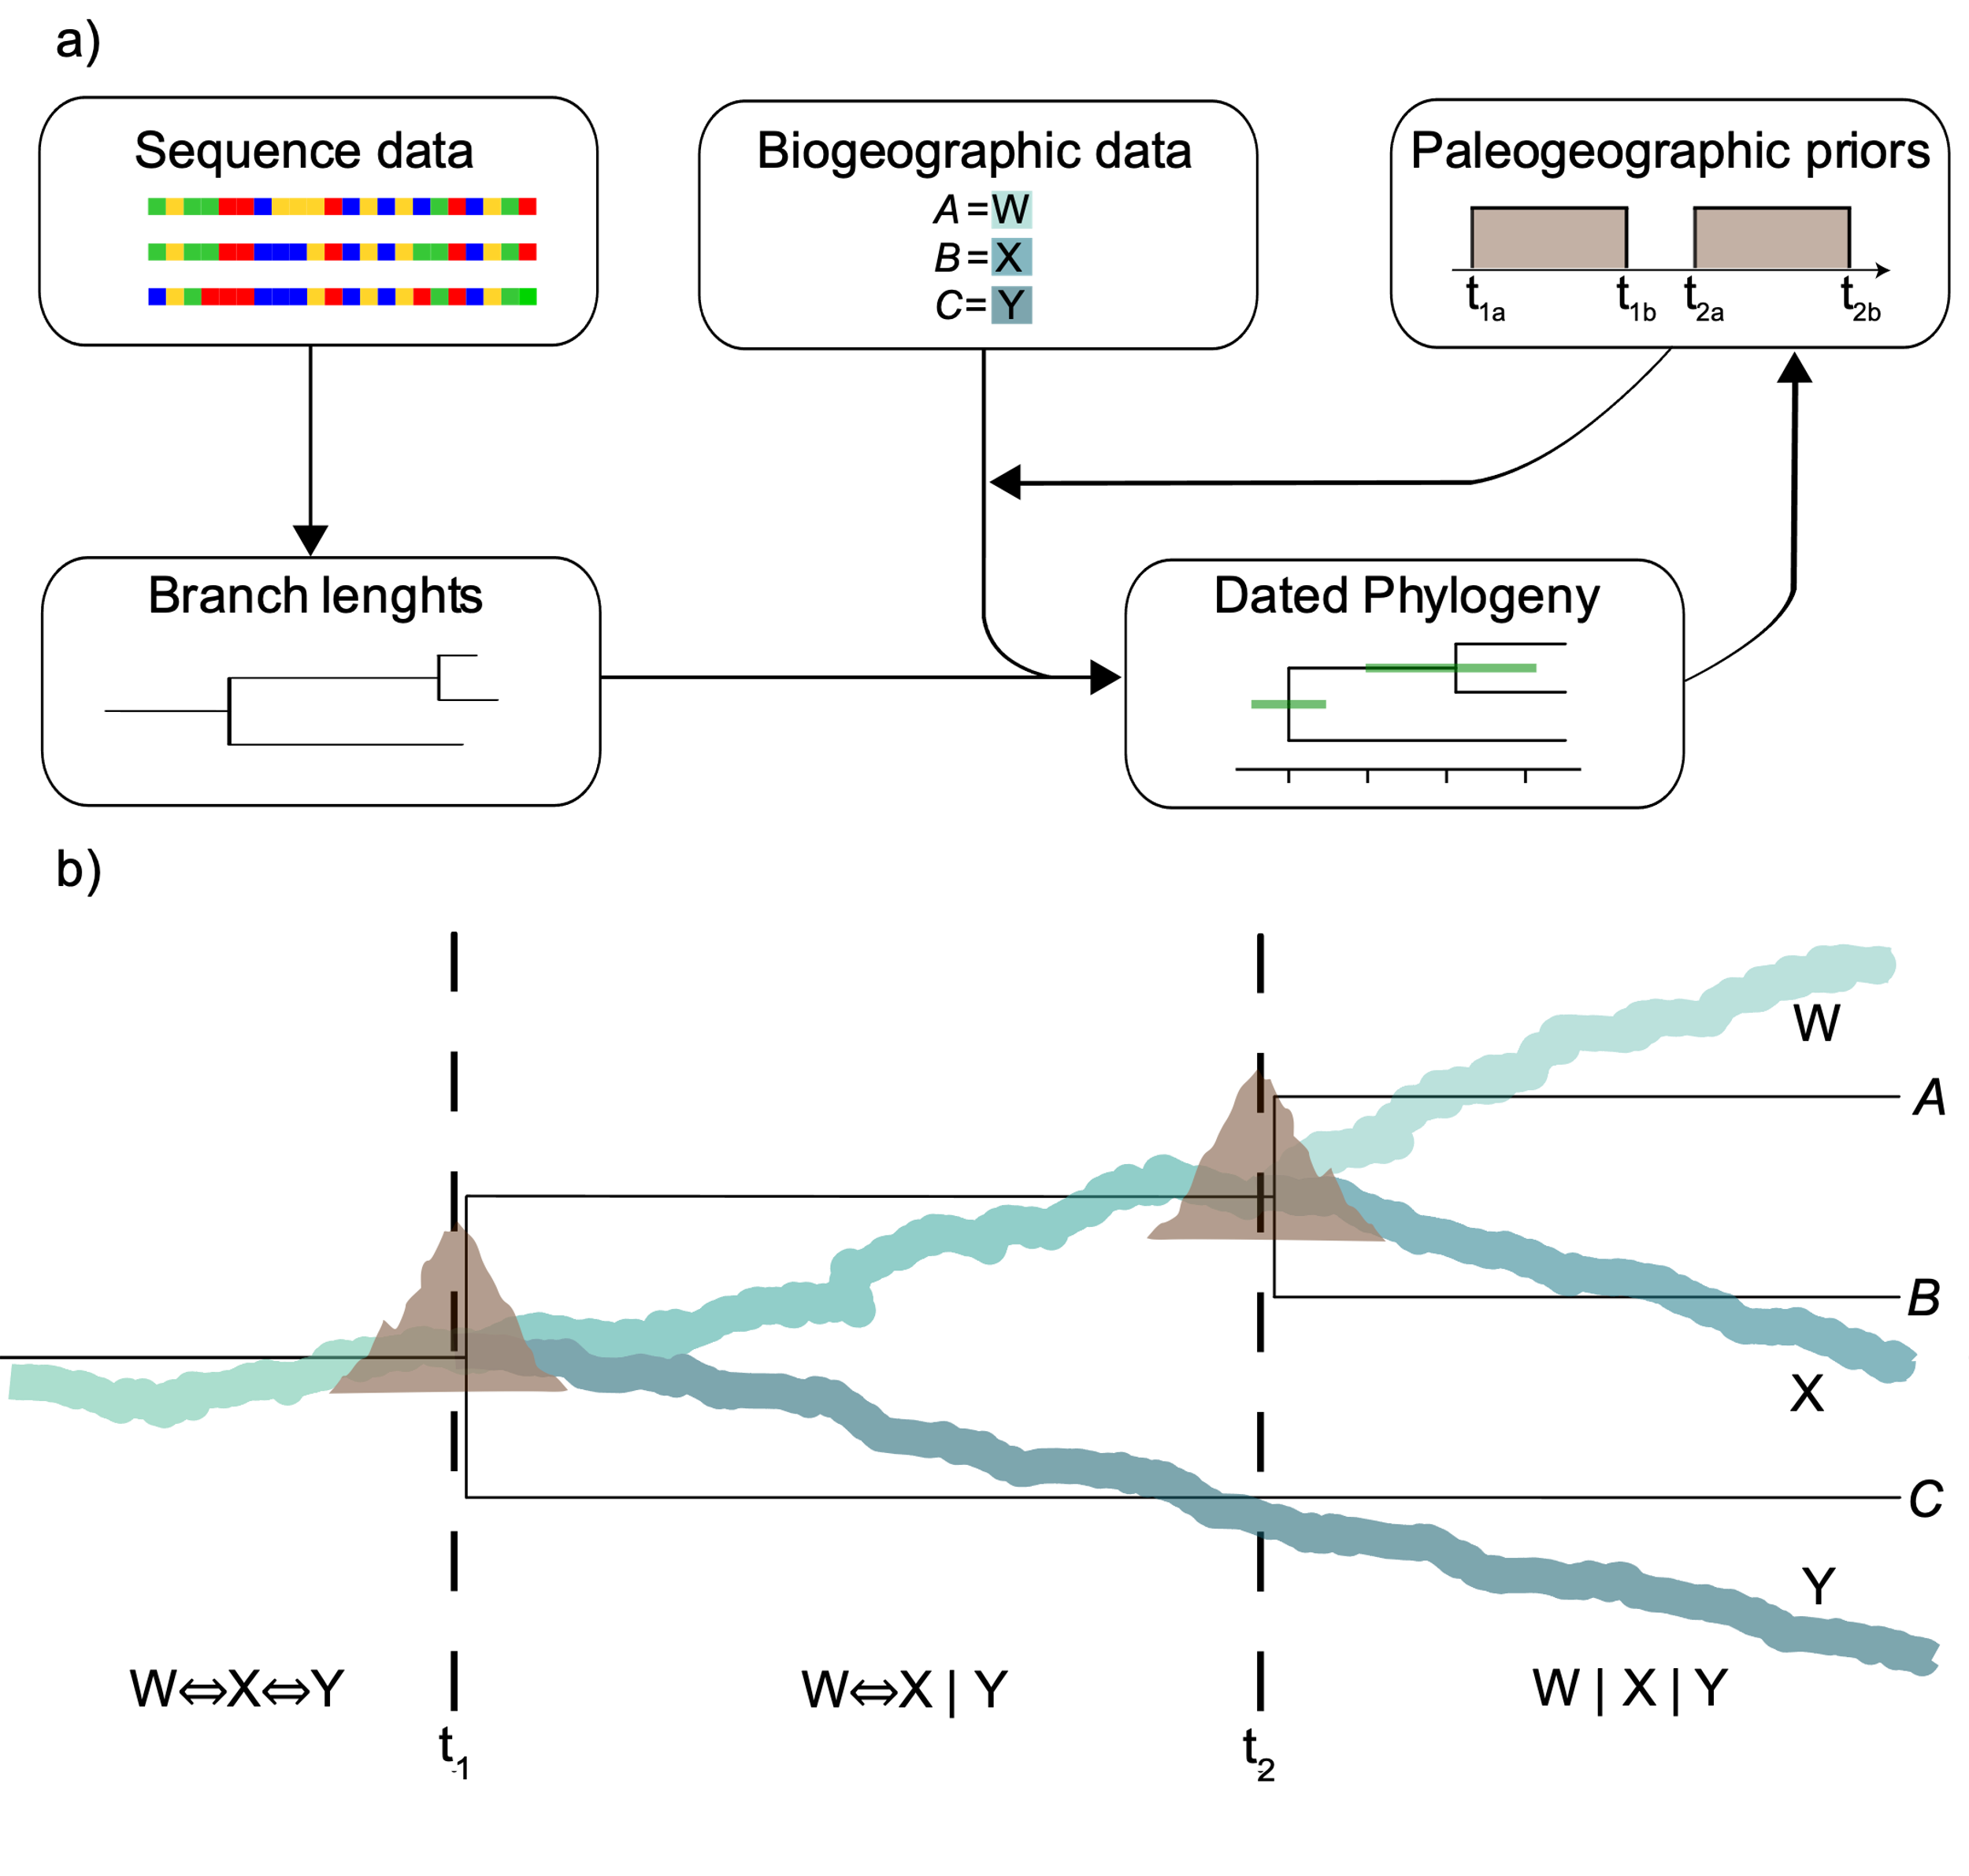 a)
Sequence data
Biogeographic data
A=W
B=X
C=Y
Paleogeographic priors
t1a t1b t2a t2b
Branch lenghts
Dated Phylogeny
b)
W
A
B
X
C
Y
W⇔X⇔Y
W⇔X | Y
W | X | Y
t1
t2